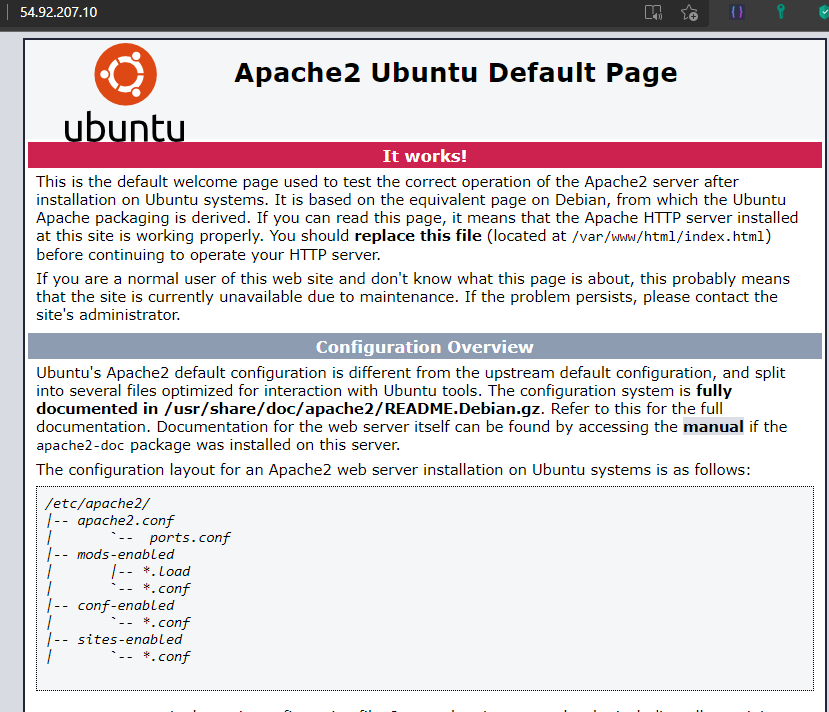 54.92.207.10
Apache2 Ubuntu Default Page
ubuntu
It works!
This is the default welcome page used to test the correct operation of the Apache2 server after
installation on Ubuntu systems. It is based on the equivalent page on Debian, from which the Ubuntu
Apache packaging is derived. If you can read this page, it means that the Apache HTTP server installed
at this site is working properly. You should replace this file (located at /var/www/html/index.html)
before continuing to operate your HTTP server.
If you are a normal user of this web site and don't know what this page is about, this probably means
that the site is currently unavailable due to maintenance. If the problem persists, please contact the
site's administrator.
Configuration Overview
Ubuntu's Apache2 default configuration is different from the upstream default configuration, and split
into several files optimized for interaction with Ubuntu tools. The configuration system is fully
documented in /usr/share/doc/apache2/README.Debian.gz. Refer to this for the full
documentation. Documentation for the web server itself can be found by accessing the manual if the
apache2-doc package was installed on this server.
The configuration layout for an Apache2 web server installation on Ubuntu systems is as follows:
/etc/apache2/
|-- apache2.conf
|       `--  ports.conf
|-- mods-enabled
|       |-- *.load
|       `-- *.conf
|-- conf-enabled
|       `-- *.conf
|-- sites-enabled
|       `-- *.conf